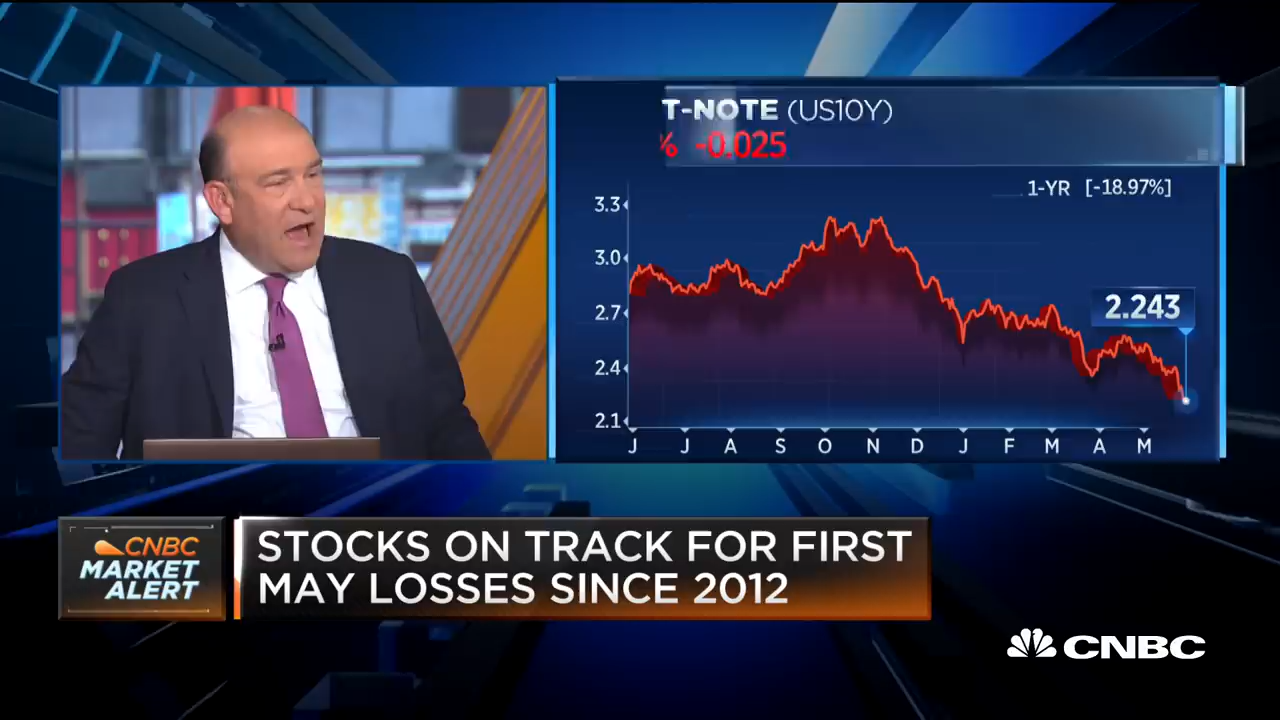 T-NOTE (US10Y)
% -0.025
1-YR [-18.97%]
3.3
3.0
2.7
2.4
2.1
2.243
J J A S O N D J F M A M
CNBC
MARKET
ALERT
STOCKS ON TRACK FOR FIRST
MAY LOSSES SINCE 2012
CNBC